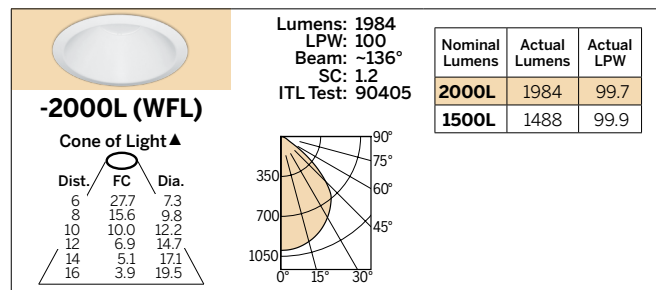 -2000L (WFL)
Cone of Light▲
Dist. FC Dia.
6 27.7 7.3
8 15.6 9.8
10 10.0 12.2
12 6.9 14.7
14 5.1 17.1
16 3.9 19.5
Lumens: 1984
LPW: 100
Beam: ~136°
SC: 1.2
ITL Test: 90405
90°
75°
60°
45°
350
700
1050
0° 15° 30°
Nominal Lumens Actual Lumens Actual LPW
2000L 1984 99.7
1500L 1488 99.9